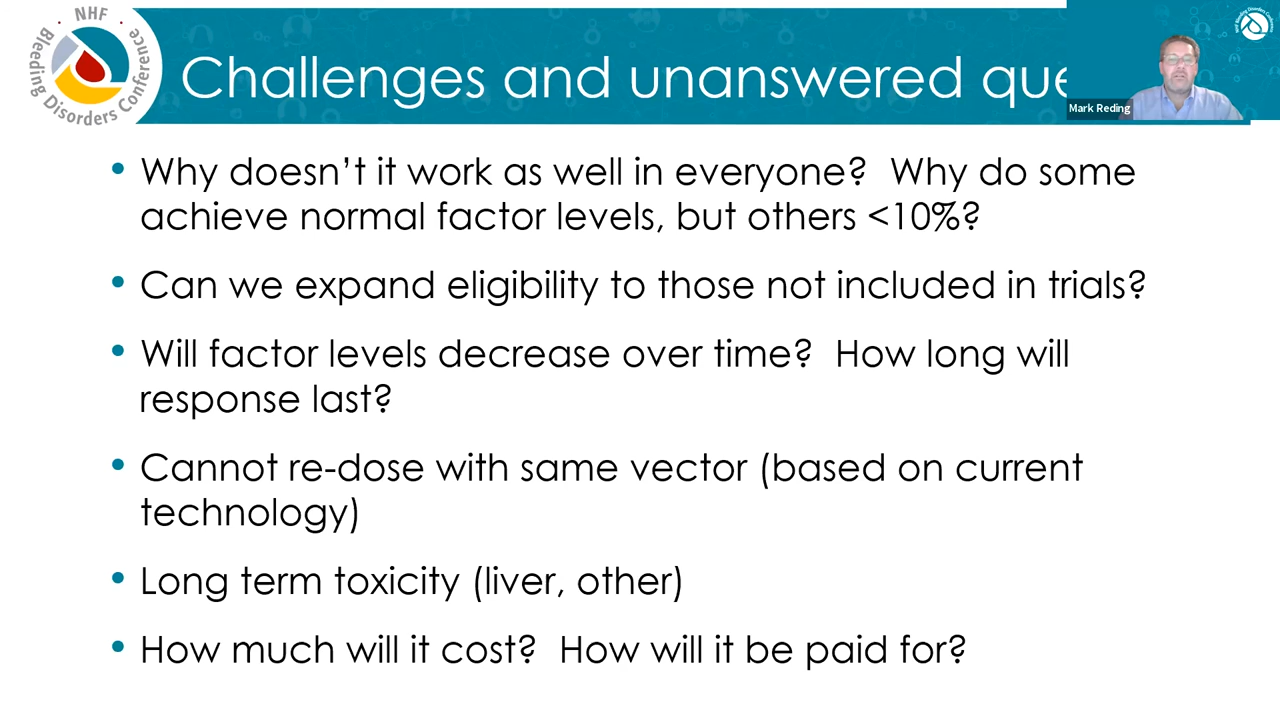 NHF
Bleeding Disorders Conference
Challenges and unanswered que
Mark Reding
• Why doesn’t it work as well in everyone?  Why do some
achieve normal factor levels, but others <10%?
• Can we expand eligibility to those not included in trials?
• Will factor levels decrease over time?  How long will
response last?
• Cannot re-dose with same vector (based on current
technology)
• Long term toxicity (liver, other)
• How much will it cost?  How will it be paid for?